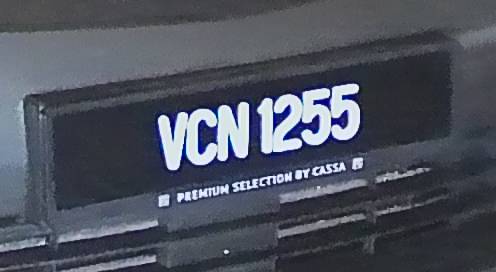 VCN 1255
PREMIUM SELECTION BY CASSA